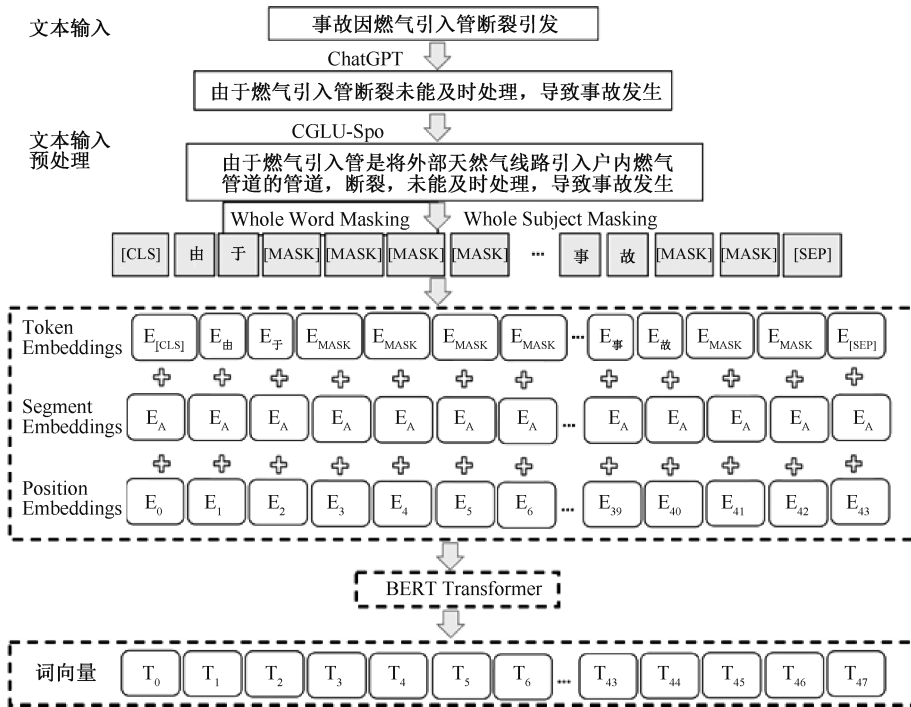 文本输入
事故因燃气引入管断裂引发
ChatGPT
由于燃气引入管断裂未能及时处理，导致事故发生
CGLU-Spo
文本输入
预处理
由于燃气引入管是将外部天然气线路引入户内燃气
管道的管道，断裂，未能及时处理，导致事故发生
Whole Word Masking Whole Subject Masking
[CLS] 由 于 [MASK] [MASK] [MASK] [MASK] ... 事 故 [MASK] [MASK] [SEP]
Token
Embeddings
E[CLS] E由 E于 EMASK EMASK EMASK EMASK ... E事 E故 EMASK EMASK E[SEP]
+ + + + + + + + + + + +
Segment
Embeddings
EA EA EA EA EA EA EA ... EA EA EA EA EA
+ + + + + + + + + + + +
Position
Embeddings
E0 E1 E2 E3 E4 E5 E6 ... E39 E40 E41 E42 E43
BERT Transformer
词向量
T0 T1 T2 T3 T4 T5 T6 ... T43 T44 T45 T46 T47